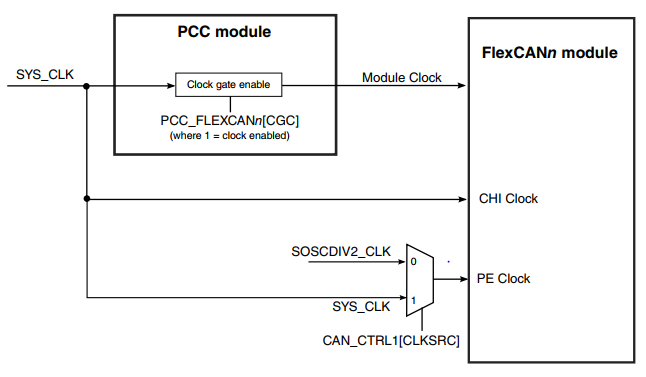 PCC module
FlexCANn module
SYS_CLK
Clock gate enable
Module Clock
PCC_FLEXCANn[CGC]
(where 1 = clock enabled)
CHI Clock
SOSCDIV2_CLK
0
PE Clock
1
SYS_CLK
CAN_CTRL1[CLKSRC]